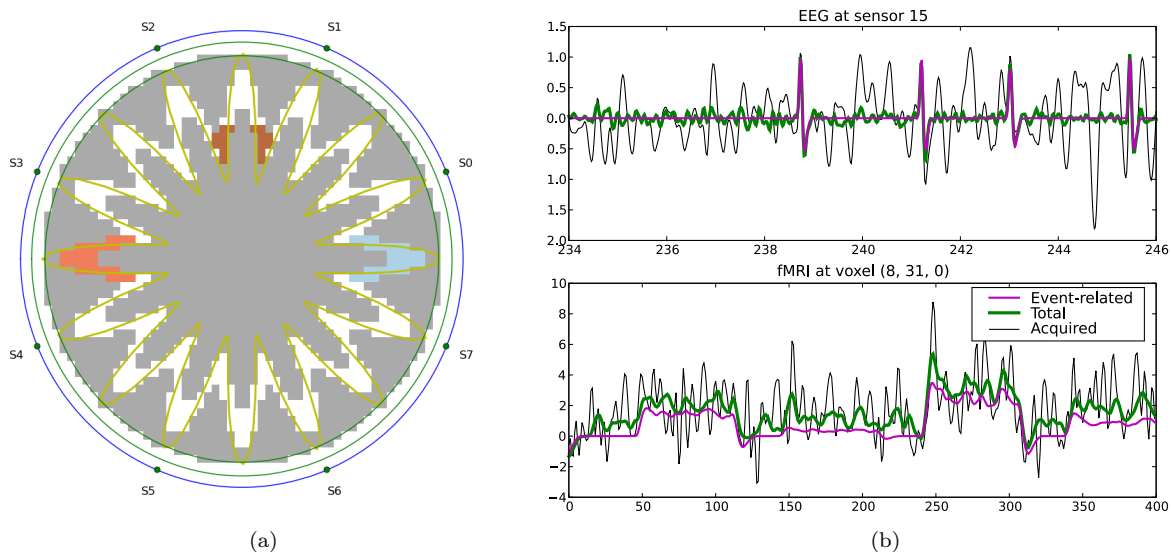 S2
S1
S3
S0
S4
S7
S5
S6
(a)
EEG at sensor 15
1.5
1.0
0.5
0.0
0.5
1.0
1.5
2.0
234
236
238
240
242
244
246
fMRI at voxel (8, 31, 0)
10
8
6
4
2
0
−2
−4
0
50
100
150
200
250
300
350
400
Event-related
Total
Acquired
(b)